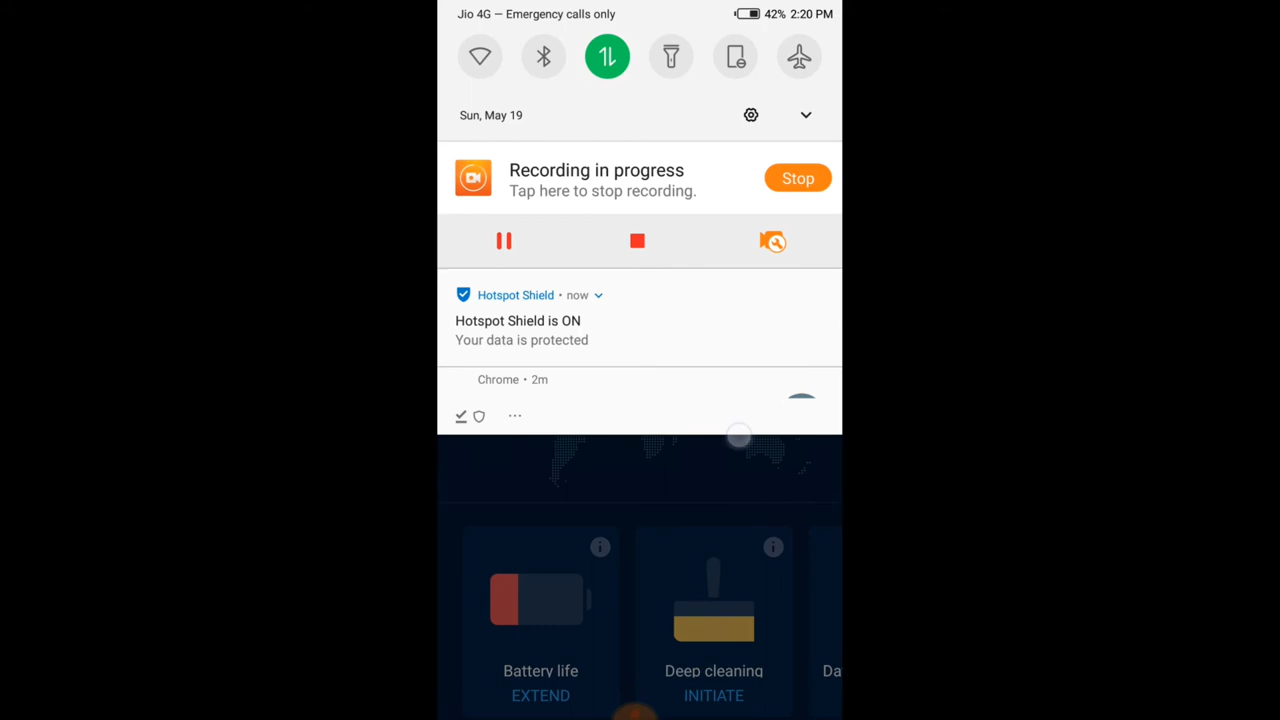 Jio 4G — Emergency calls only
42% 2:20 PM
Sun, May 19
Recording in progress
Tap here to stop recording.
Stop
Hotspot Shield • now
Hotspot Shield is ON
Your data is protected
Chrome • 2m
...
Battery life
EXTEND
Deep cleaning
INITIATE
Da